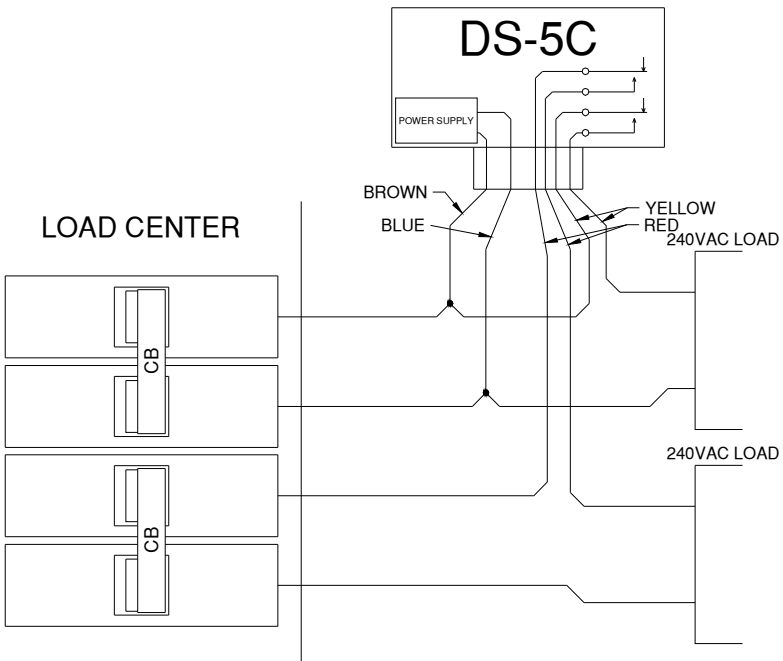 DS-5C
POWER SUPPLY
BROWN
BLUE
YELLOW
RED
LOAD CENTER
240VAC LOAD
CB
240VAC LOAD
CB